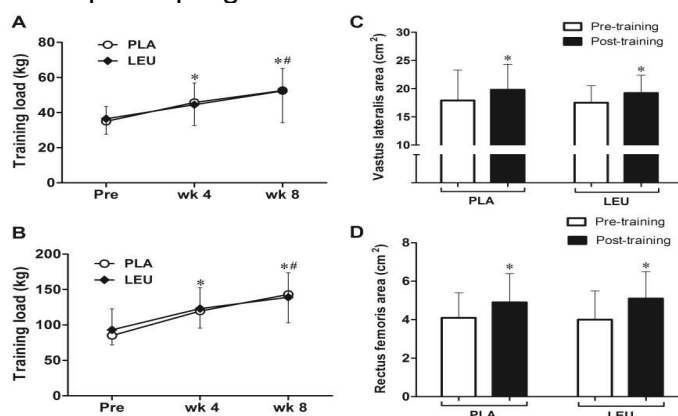 A
PLA
LEU
Training load (kg)
80
60
40
20
0
*
*#
Pre
wk 4
wk 8
B
PLA
LEU
Training load (kg)
200
150
100
50
0
*
*#
Pre
wk 4
wk 8
C
Pre-training
Post-training
Vastus lateralis area (cm²)
30
25
20
15
10
*
*
PLA
LEU
D
Pre-training
Post-training
Rectus femoris area (cm²)
8
6
4
2
0
*
*
PLA
LEU